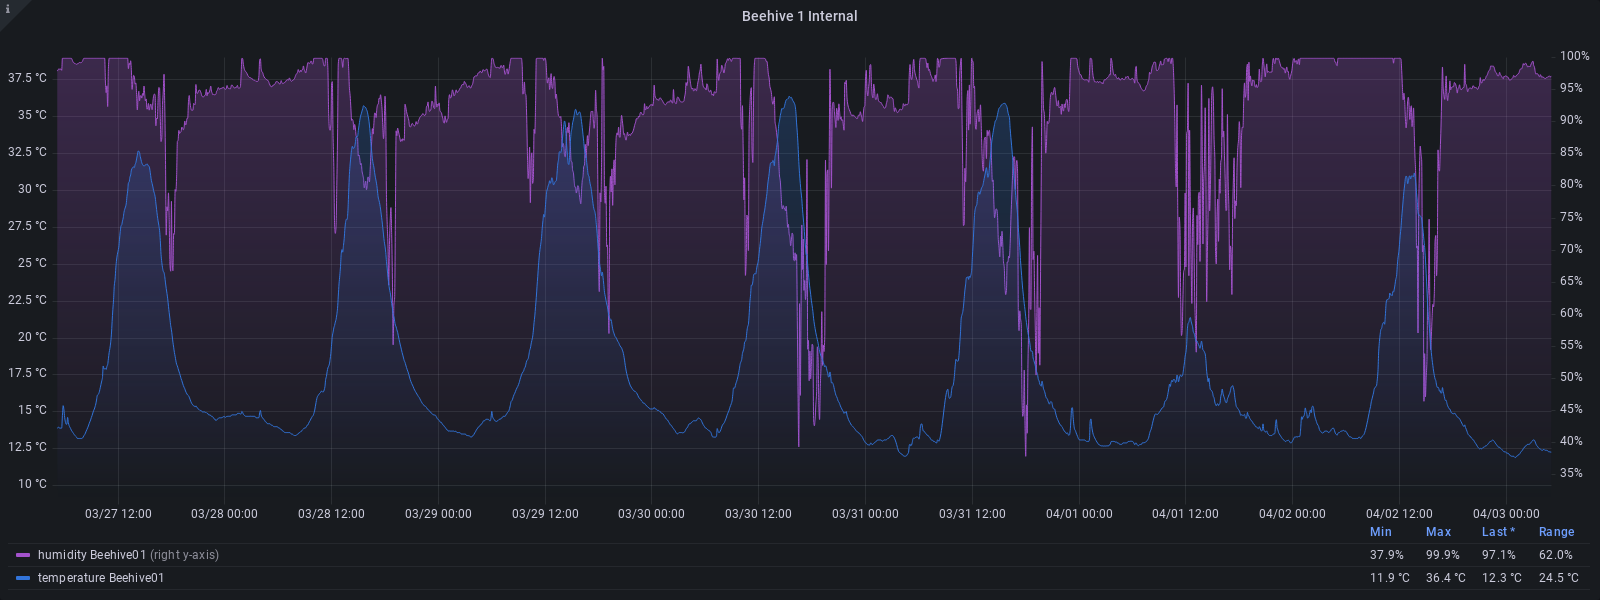 i
Beehive 1 Internal
37.5 °C
35 °C
32.5 °C
30 °C
27.5 °C
25 °C
22.5 °C
20 °C
17.5 °C
15 °C
12.5 °C
10 °C
100%
95%
90%
85%
80%
75%
70%
65%
60%
55%
50%
45%
40%
35%
03/27 12:00 03/28 00:00 03/28 12:00 03/29 00:00 03/29 12:00 03/30 00:00 03/30 12:00 03/31 00:00 03/31 12:00 04/01 00:00 04/01 12:00 04/02 00:00 04/02 12:00 04/03 00:00
Min Max Last * Range
humidity Beehive01 (right y-axis) 37.9% 99.9% 97.1% 62.0%
temperature Beehive01 11.9 °C 36.4 °C 12.3 °C 24.5 °C